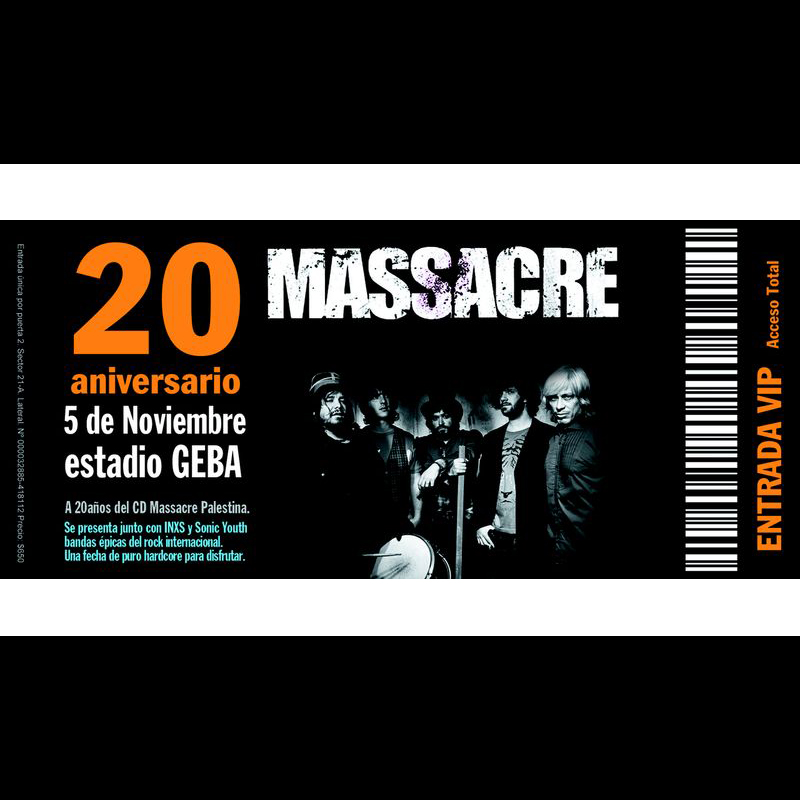 Entrada única por puerta 2. Sector 21-A. Lateral. Nº 000032885-418112 Precio: $650
20
aniversario
5 de Noviembre
estadio GEBA
A 20años del CD Massacre Palestina.
Se presenta junto con INXS y Sonic Youth
bandas épicas del rock internacional.
Una fecha de puro hardcore para disfrutar.
MASSACRE
ENTRADA VIP
Acceso Total